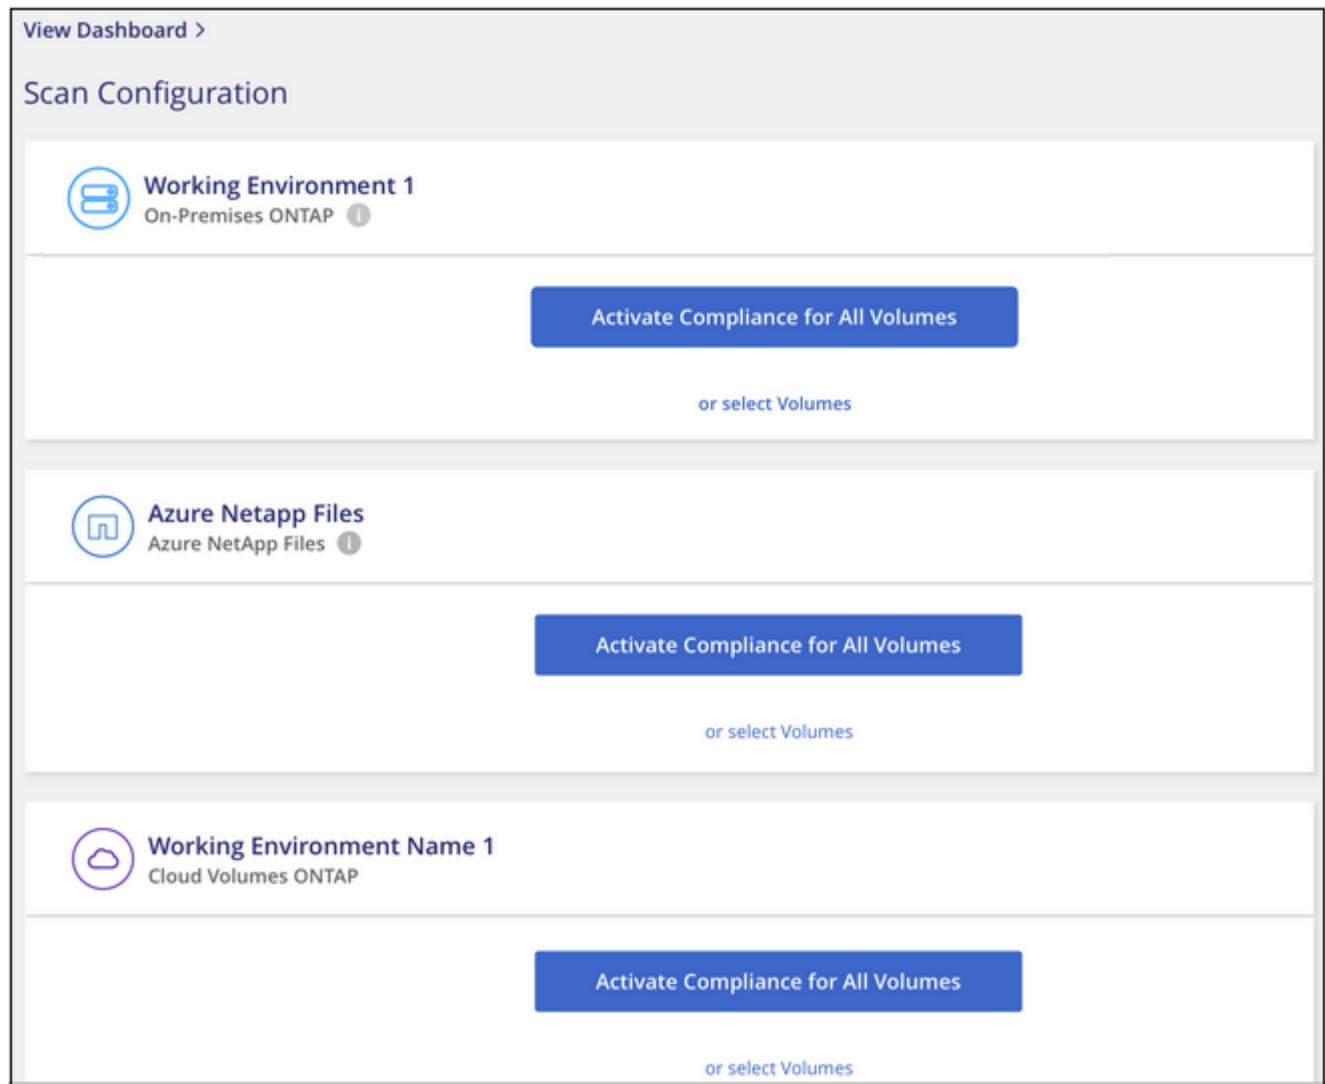 View Dashboard >
Scan Configuration
Working Environment 1
On-Premises ONTAP i
Activate Compliance for All Volumes
or select Volumes
Azure Netapp Files
Azure NetApp Files i
Activate Compliance for All Volumes
or select Volumes
Working Environment Name 1
Cloud Volumes ONTAP
Activate Compliance for All Volumes
or select Volumes